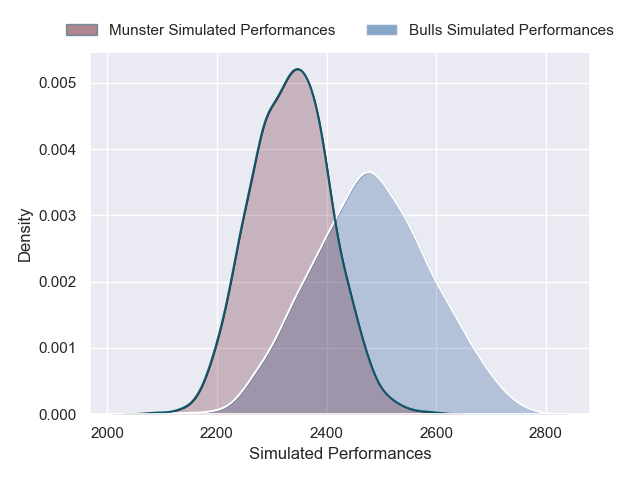 Munster Simulated Performances Bulls Simulated Performances
0.005
0.004
0.003
0.002
0.001
0.000
Density
2000 2200 2400 2600 2800
Simulated Performances